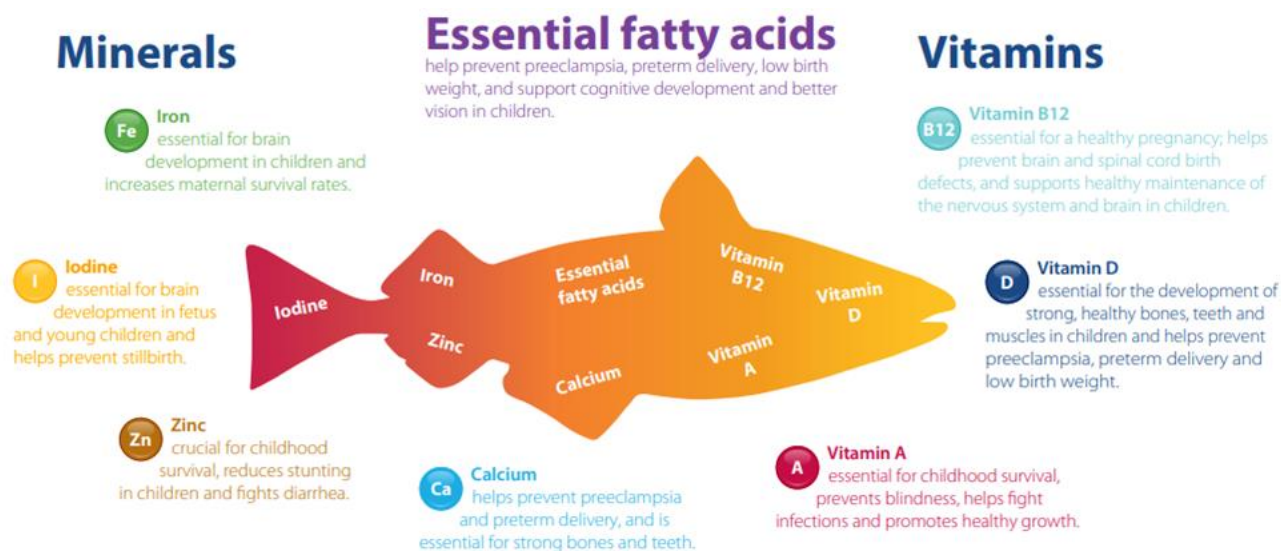 Minerals
Essential fatty acids
help prevent preeclampsia, preterm delivery, low birth
weight, and support cognitive development and better
vision in children.
Vitamins
Fe
Iron
essential for brain
development in children and
increases maternal survival rates.
B12
Vitamin B12
essential for a healthy pregnancy; helps
prevent brain and spinal cord birth
defects, and supports healthy maintenance of
the nervous system and brain in children.
I
Iodine
essential for brain
development in fetus
and young children and
helps prevent stillbirth.
Iodine
Iron
Zinc
Essential
fatty acids
Calcium
Vitamin
B12
Vitamin
A
Vitamin
D
D
Vitamin D
essential for the development of
strong, healthy bones, teeth and
muscles in children and helps prevent
preeclampsia, preterm delivery and
low birth weight.
Zn
Zinc
crucial for childhood
survival, reduces stunting
in children and fights diarrhea.
Ca
Calcium
helps prevent preeclampsia
and preterm delivery, and is
essential for strong bones and teeth.
A
Vitamin A
essential for childhood survival,
prevents blindness, helps fight
infections and promotes healthy growth.